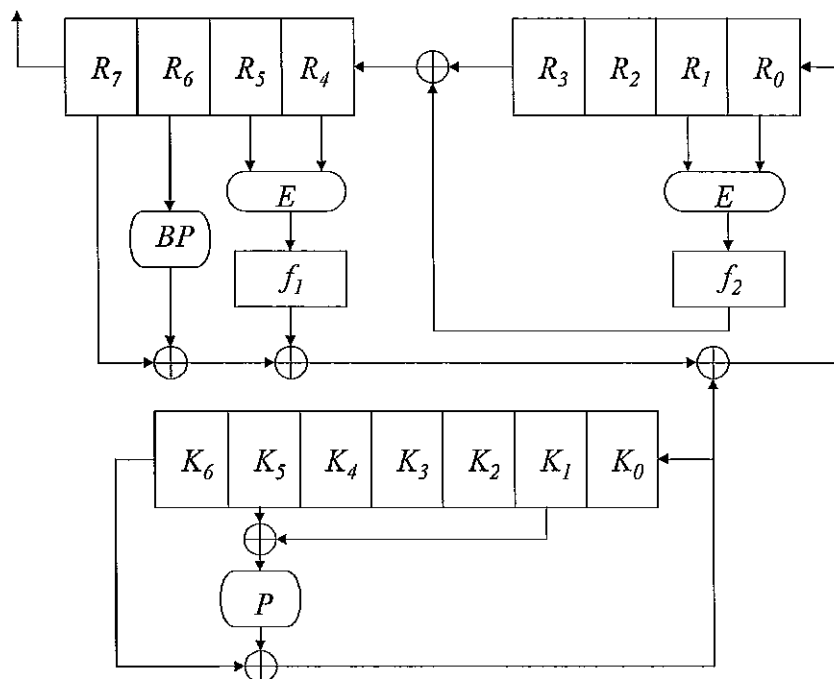 R₇ R₆ R₅ R₄ R₃ R₂ R₁ R₀
E E
BP
f₁ f₂
K₆ K₅ K₄ K₃ K₂ K₁ K₀
P